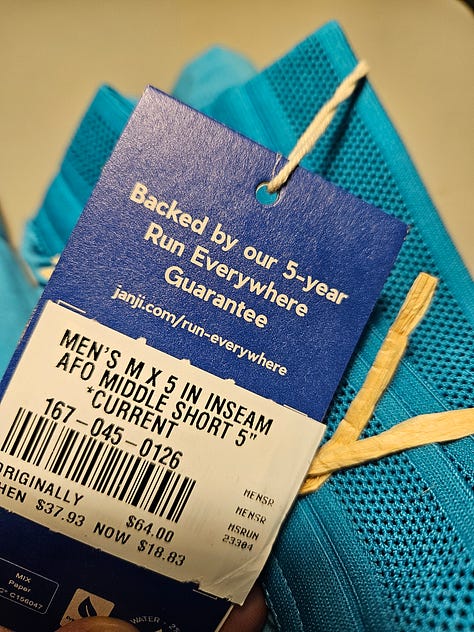 Backed by our 5-year
Run Everywhere
Guarantee
janji.com/run-everywhere
MEN'S M X 5 IN INSEAM
AFO MIDDLE SHORT 5"
*CURRENT
167-045-0126
ORIGINALLY $64.00
THEN $37.93 NOW $18.83
MENSR
MENSR
MSRUN
23304
MIX
Paper
C156047
WATER